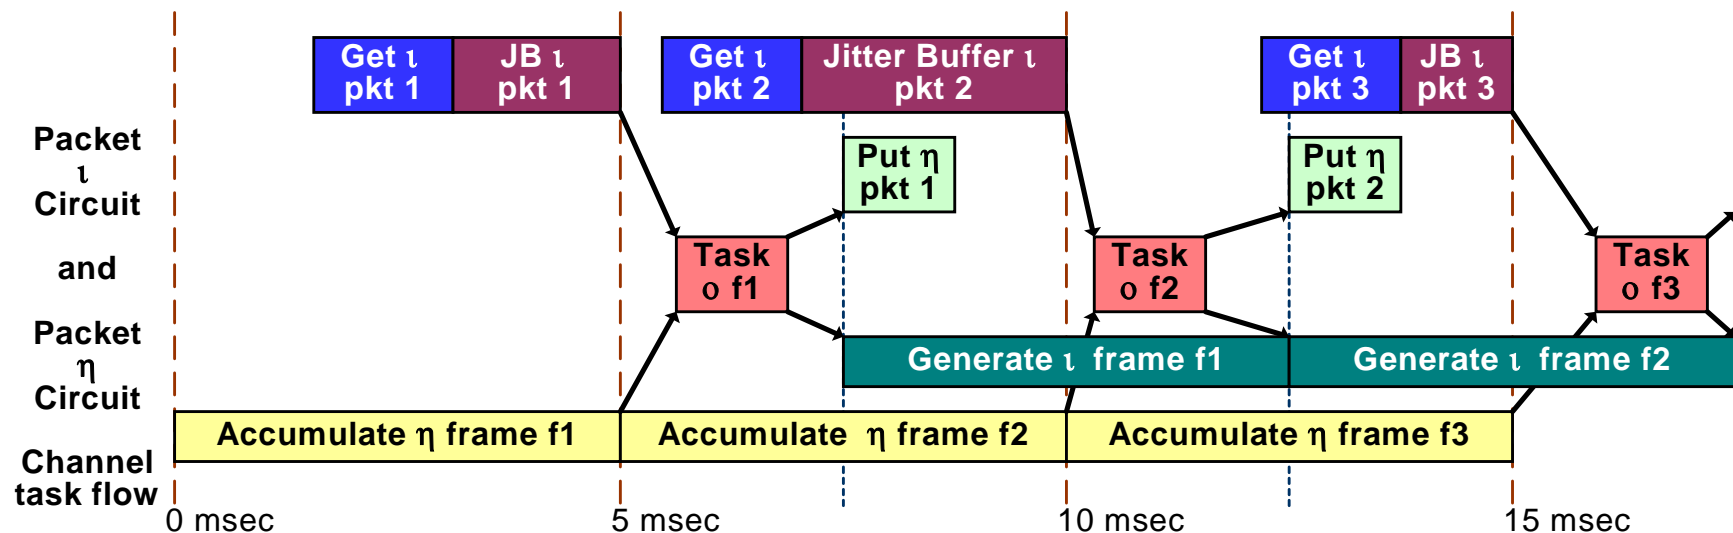 Get ι
pkt 1
JB ι
pkt 1
Get ι
pkt 2
Jitter Buffer ι
pkt 2
Get ι
pkt 3
JB ι
pkt 3
Packet
ι
Circuit
and
Packet
η
Circuit
Channel
task flow
Put η
pkt 1
Put η
pkt 2
Task
ο f1
Task
ο f2
Task
ο f3
Generate ι frame f1
Generate ι frame f2
Accumulate η frame f1
Accumulate η frame f2
Accumulate η frame f3
0 msec
5 msec
10 msec
15 msec